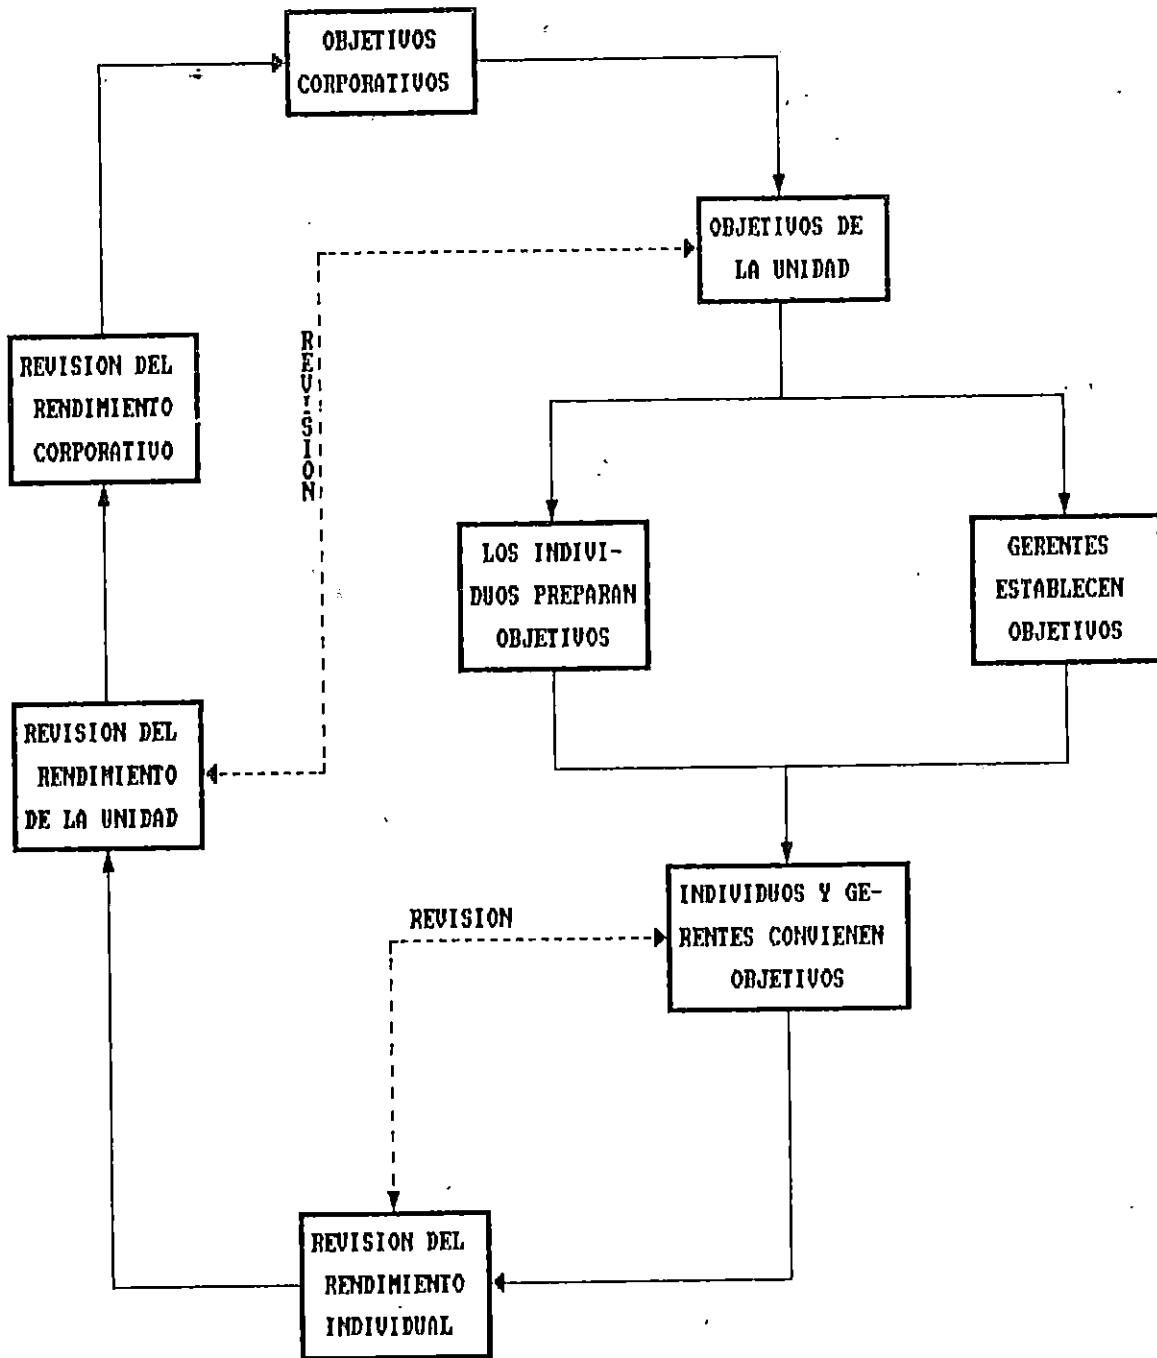 OBJETIVOS
CORPORATIVOS
OBJETIVOS DE
LA UNIDAD
REVISION DEL
RENDIMIENTO
CORPORATIVO
REVISION
LOS INDIVI-
DUOS PREPARAN
OBJETIVOS
GERENTES
ESTABLECEN
OBJETIVOS
REVISION DEL
RENDIMIENTO
DE LA UNIDAD
REVISION
INDIVIDUOS Y GE-
RENTES CONVIENEN
OBJETIVOS
REVISION DEL
RENDIMIENTO
INDIVIDUAL